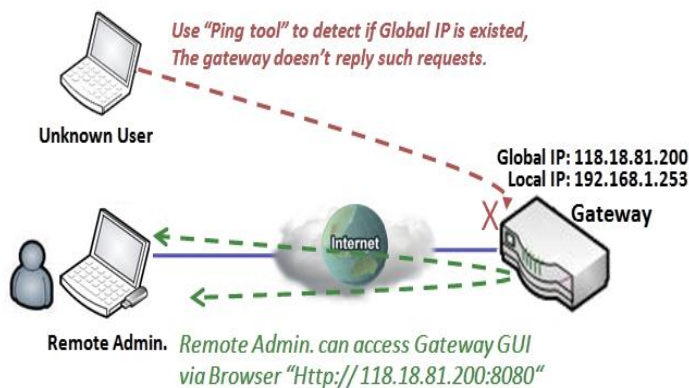 Use “Ping tool” to detect if Global IP is existed,
The gateway doesn’t reply such requests.
Unknown User
Global IP: 118.18.81.200
Local IP: 192.168.1.253
X
Gateway
Internet
Remote Admin.
Remote Admin. can access Gateway GUI
via Browser “Http:// 118.18.81.200:8080“